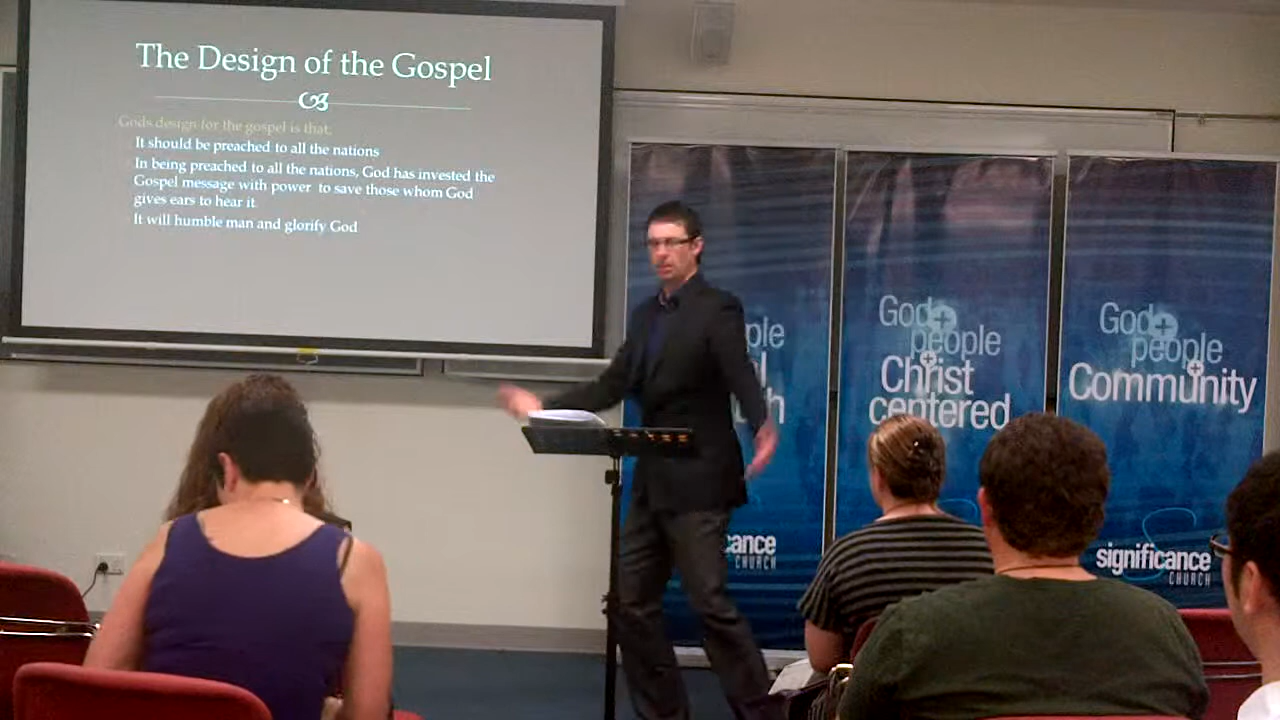 The Design of the Gospel
Gods design for the gospel is that;
It should be preached to all the nations
In being preached to all the nations, God has invested the
Gospel message with power to save those whom God
gives ears to hear it.
It will humble man and glorify God
ple
God+
people
+
Christ
centered
God+
people
+
Community
ance
CHURCH
significance
CHURCH